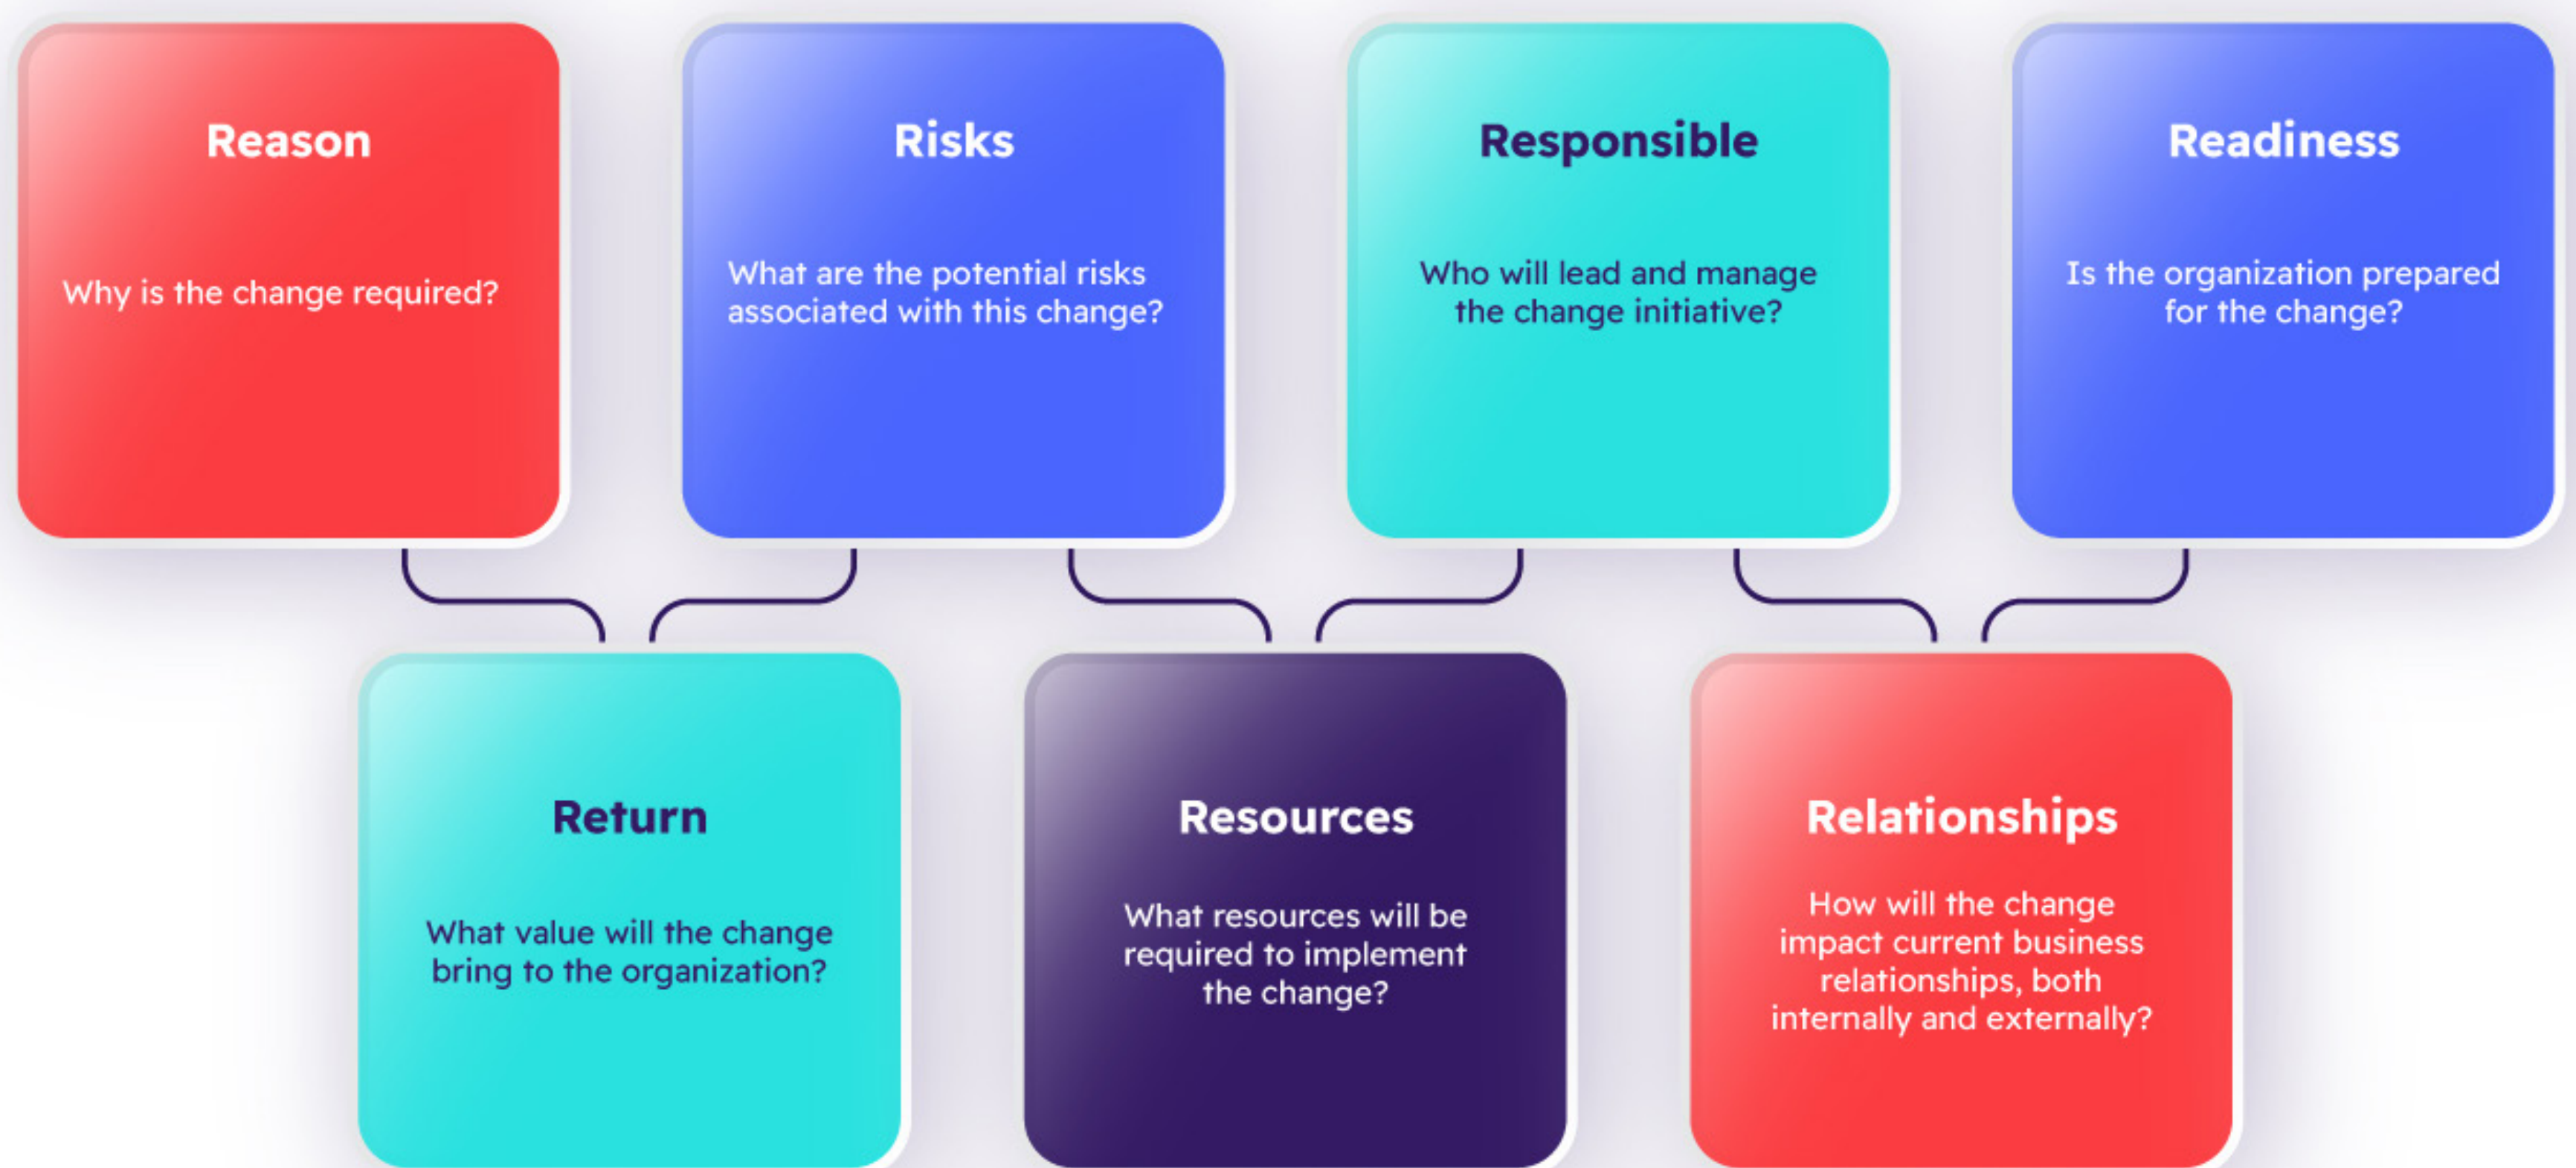 Reason
Why is the change required?
Risks
What are the potential risks
associated with this change?
Responsible
Who will lead and manage
the change initiative?
Readiness
Is the organization prepared
for the change?
Return
What value will the change
bring to the organization?
Resources
What resources will be
required to implement
the change?
Relationships
How will the change
impact current business
relationships, both
internally and externally?